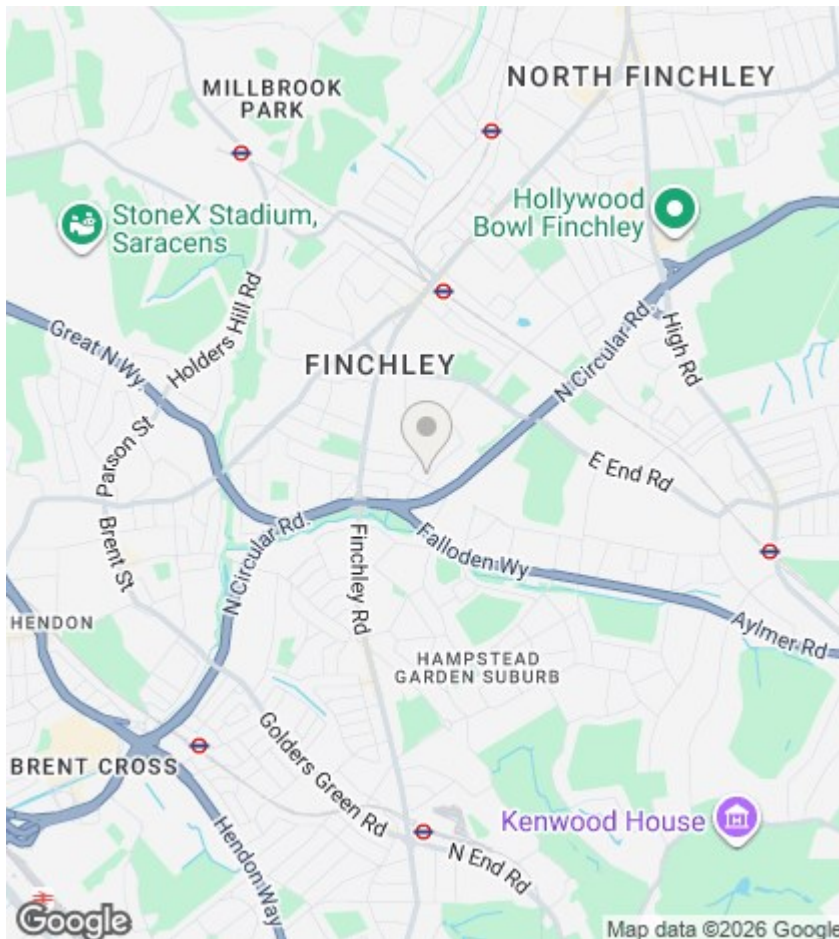 NORTH FINCHLEY
MILLBROOK
PARK
Hollywood
Bowl Finchley
StoneX Stadium,
Saracens
Holders Hill Rd
Great N Wy.
FINCHLEY
N Circular Rd
High Rd
Parson St
E End Rd
Brent St
N Circular Rd.
Finchley Rd
Falloden Wy
Aylmer Rd
HENDON
HAMPSTEAD
GARDEN SUBURB
Golders Green Rd
BRENT CROSS
Hendon Way
Kenwood House
N End Rd
Google
Map data ©2026 Google